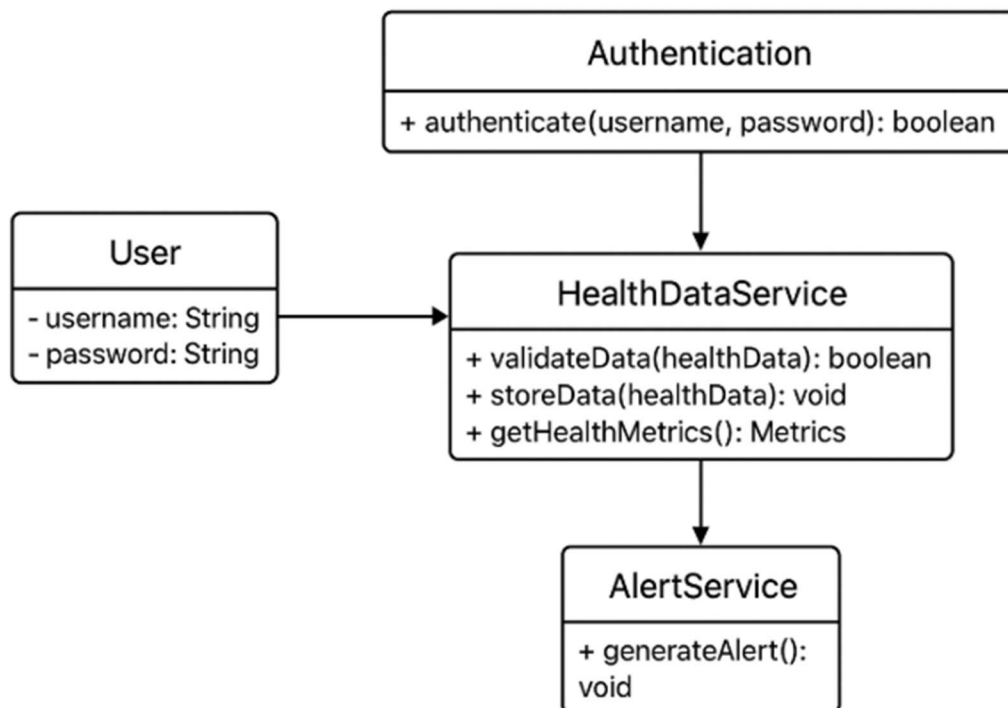 Authentication
+ authenticate(username, password): boolean
User
- username: String
- password: String
HealthDataService
+ validateData(healthData): boolean
+ storeData(healthData): void
+ getHealthMetrics(): Metrics
AlertService
+ generateAlert():
void